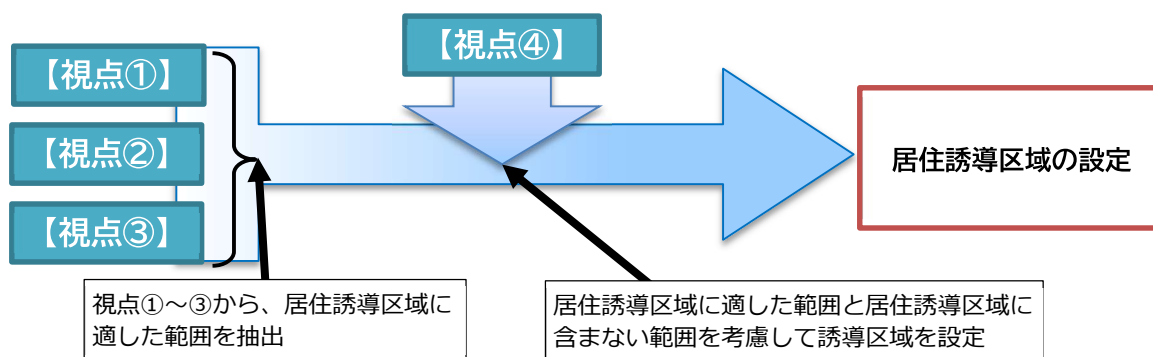 【視点④】
【視点①】
【視点②】
【視点③】
居住誘導区域の設定
視点①～③から、居住誘導区域に
適した範囲を抽出
居住誘導区域に適した範囲と居住誘導区域に
含まない範囲を考慮して誘導区域を設定